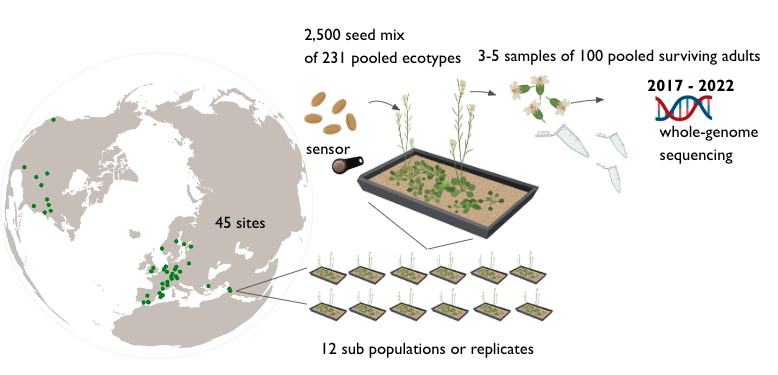 2,500 seed mix
of 231 pooled ecotypes
3-5 samples of 100 pooled surviving adults
2017 - 2022
whole-genome
sequencing
sensor
45 sites
12 sub populations or replicates